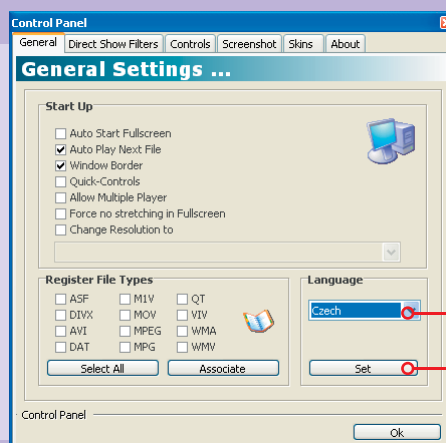 Control Panel
General Direct Show Filters Controls Screenshot Skins About
General Settings ...
Start Up
Auto Start Fullscreen
Auto Play Next File
Window Border
Quick-Controls
Allow Multiple Player
Force no stretching in Fullscreen
Change Resolution to
Register File Types
ASF M1V QT
DIVX MOV VIV
AVI MPEG WMA
DAT MPG WMV
Select All Associate
Language
Czech
Set
Control Panel
Ok